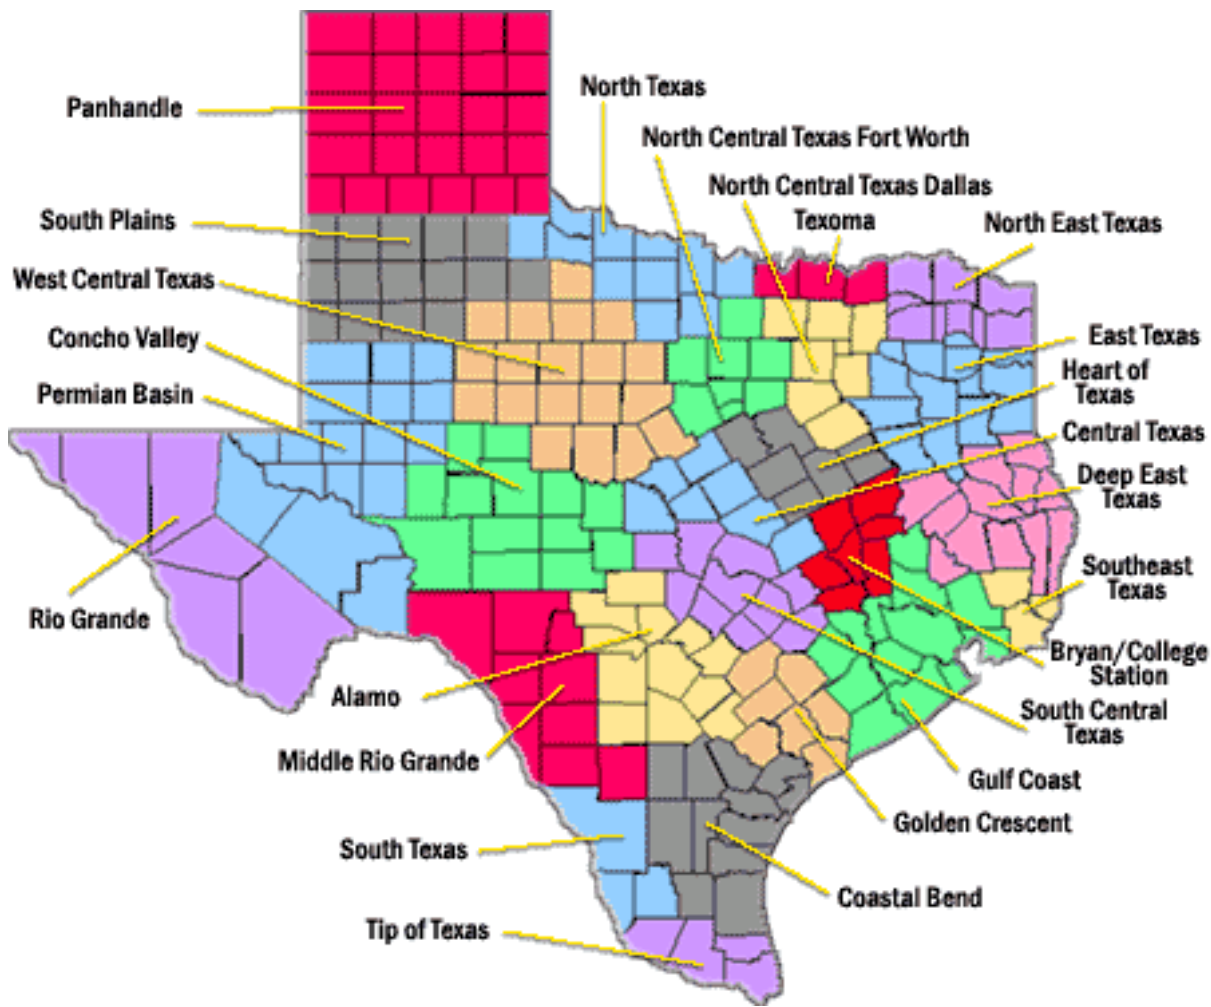 North Texas
Panhandle
North Central Texas Fort Worth
North Central Texas Dallas
Texoma
South Plains
North East Texas
West Central Texas
Concho Valley
East Texas
Heart of
Texas
Permian Basin
Central Texas
Deep East
Texas
Southeast
Texas
Rio Grande
Bryan/College
Station
Alamo
South Central
Texas
Middle Rio Grande
Gulf Coast
Golden Crescent
South Texas
Coastal Bend
Tip of Texas